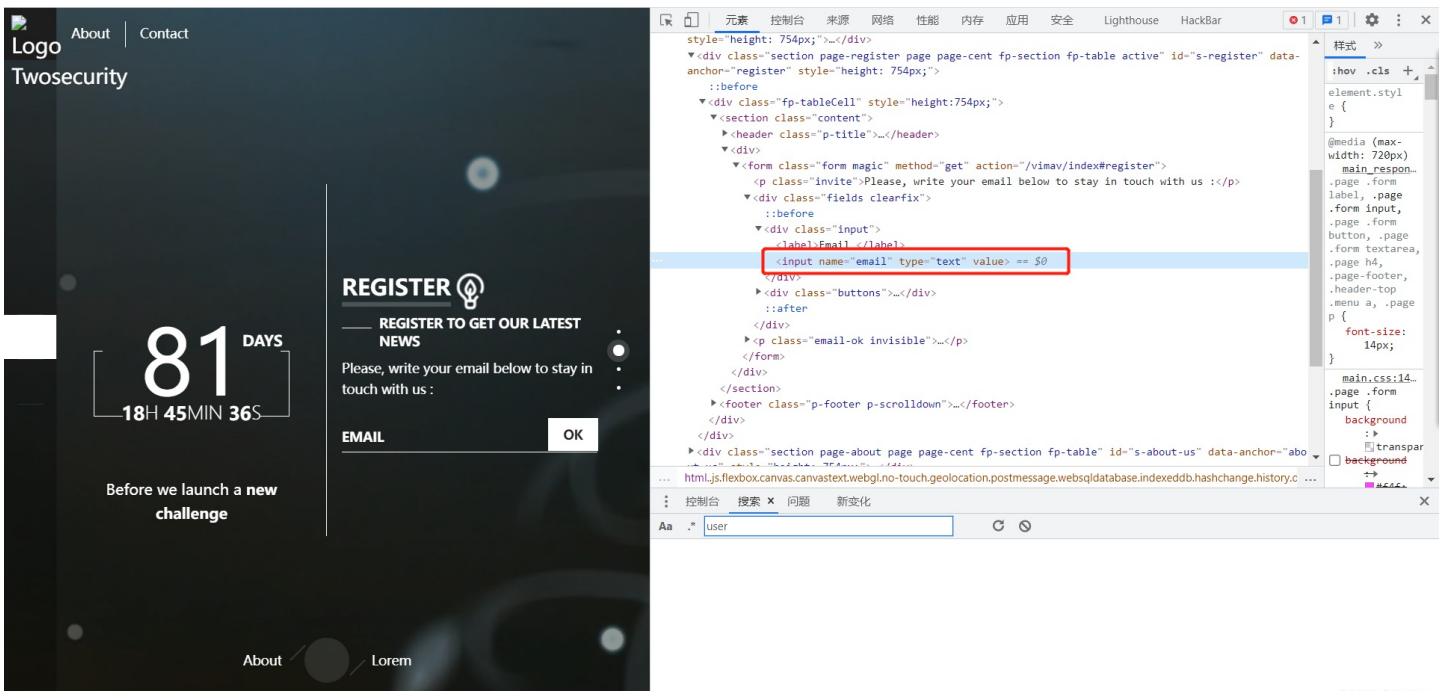 Logo
Twosecurity
About
Contact
81 DAYS
18H 45MIN 36S
Before we launch a new
challenge
REGISTER
REGISTER TO GET OUR LATEST
NEWS
Please, write your email below to stay in
touch with us :
EMAIL
OK
About
Lorem
元素 控制台 来源 网络 性能 内存 应用 安全 Lighthouse HackBar
1 1
style="height: 754px;">…</div>
<div class="section page-register page page-cent fp-section fp-table active" id="s-register" data-
anchor="register" style="height: 754px;">
::before
<div class="fp-tableCell" style="height:754px;">
<section class="content">
<header class="p-title">…</header>
<div>
<form class="form magic" method="get" action="/vimav/index#register">
<p class="invite">Please, write your email below to stay in touch with us :</p>
<div class="fields clearfix">
::before
<div class="input">
<label>Email </label>
<input name="email" type="text" value> == $0
</div>
<div class="buttons">…</div>
::after
</div>
<p class="email-ok invisible">…</p>
</form>
</div>
</section>
<footer class="p-footer p-scrolldown">…</footer>
</div>
</div>
<div class="section page-about page page-cent fp-section fp-table" id="s-about-us" data-anchor="abo
… html.js.flexbox.canvas.canvastext.webgl.no-touch.geolocation.postmessage.websqldatabase.indexeddb.hashchange.history.c …
样式 »
:hov .cls +
element.styl
e {
}
@media (max-
width: 720px)
main_respon…
.page .form
label, .page
.form input,
.page .form
button, .page
.form textarea,
.page h4,
.page-footer,
.header-top
.menu a, .page
p {
font-size:
14px;
}
main.css:14…
.page .form
input {
background
:
transpar
background
:
控制台 搜索 × 问题 新变化
Aa .* user